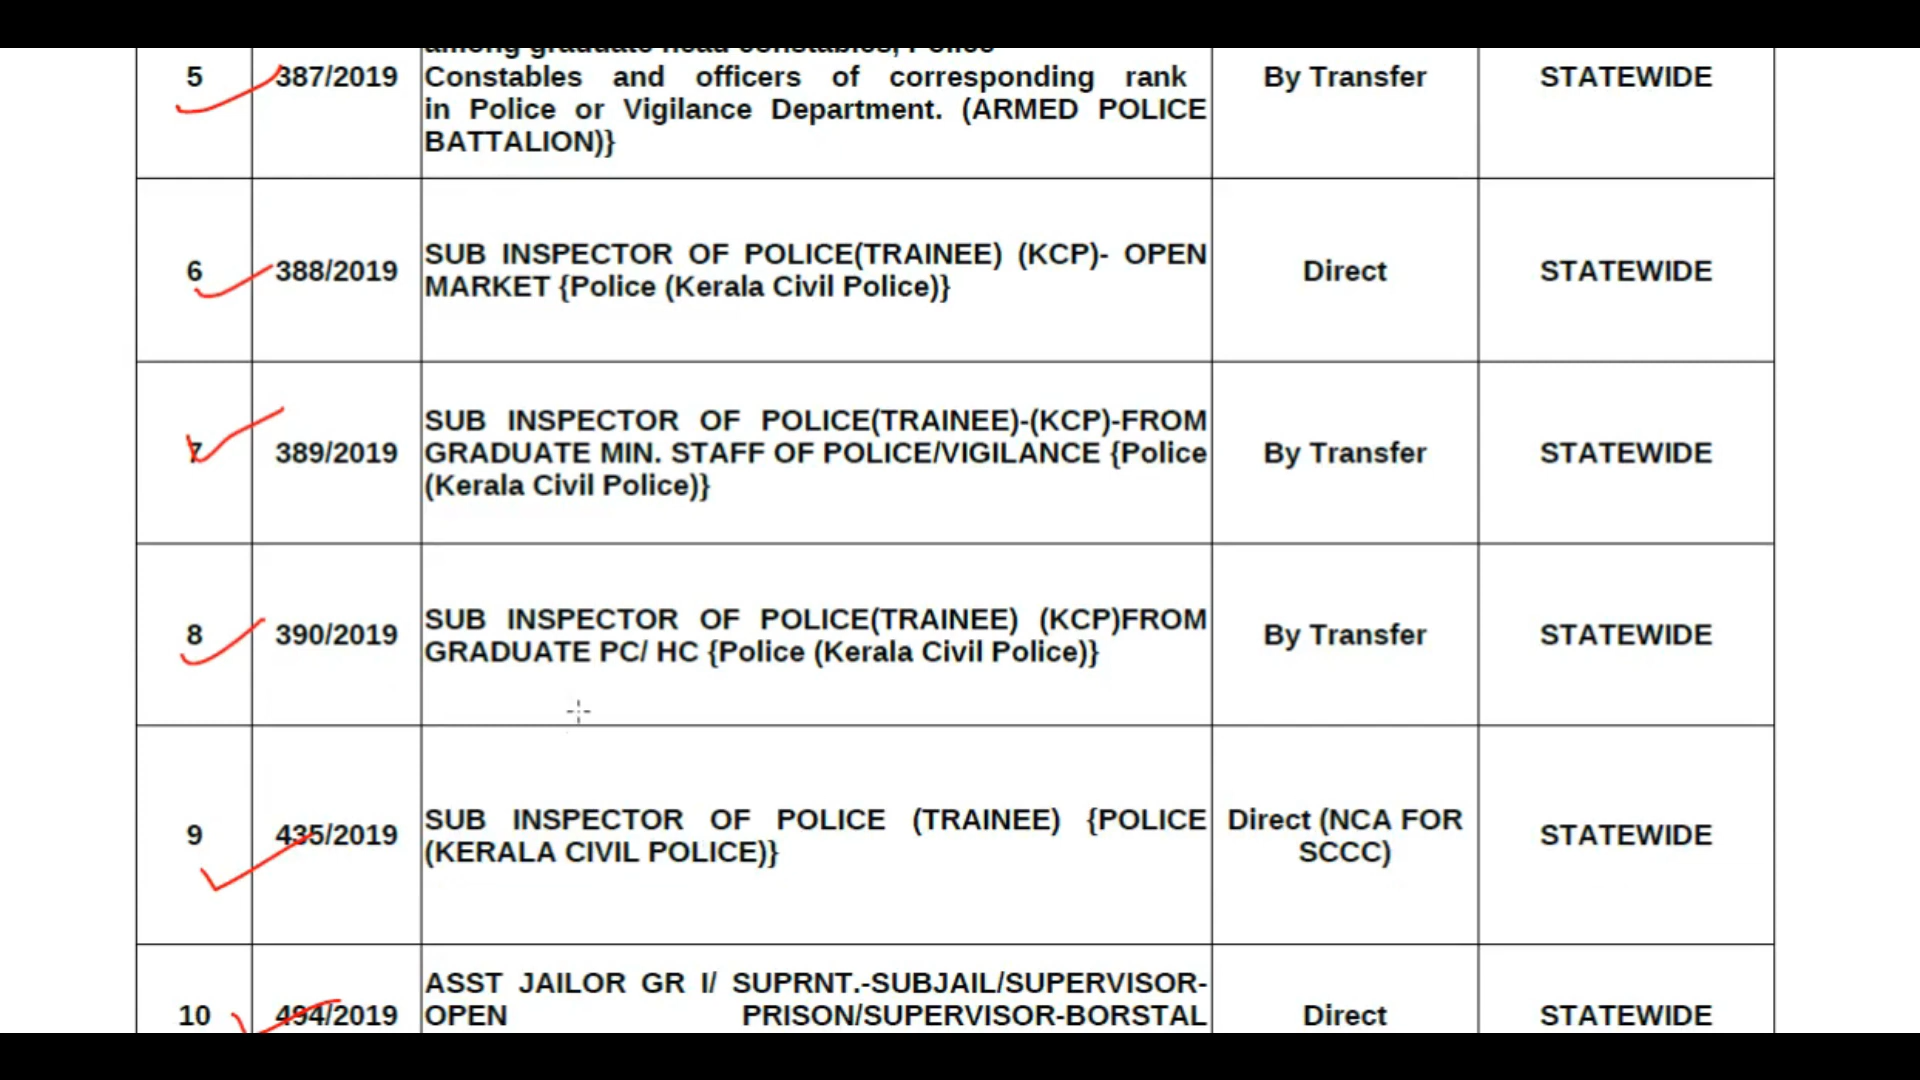 among graduate head constables, Police
5 387/2019 Constables and officers of corresponding rank By Transfer STATEWIDE
in Police or Vigilance Department. (ARMED POLICE
BATTALION)}
SUB INSPECTOR OF POLICE(TRAINEE) (KCP)- OPEN
6 388/2019 Direct STATEWIDE
MARKET {Police (Kerala Civil Police)}
SUB INSPECTOR OF POLICE(TRAINEE)-(KCP)-FROM
7 389/2019 GRADUATE MIN. STAFF OF POLICE/VIGILANCE {Police By Transfer STATEWIDE
(Kerala Civil Police)}
SUB INSPECTOR OF POLICE(TRAINEE) (KCP)FROM
8 390/2019 By Transfer STATEWIDE
GRADUATE PC/ HC {Police (Kerala Civil Police)}
SUB INSPECTOR OF POLICE (TRAINEE) {POLICE Direct (NCA FOR
9 435/2019 STATEWIDE
(KERALA CIVIL POLICE)} SCCC)
ASST JAILOR GR I/ SUPRNT.-SUBJAIL/SUPERVISOR-
10 494/2019 OPEN PRISON/SUPERVISOR-BORSTAL Direct STATEWIDE